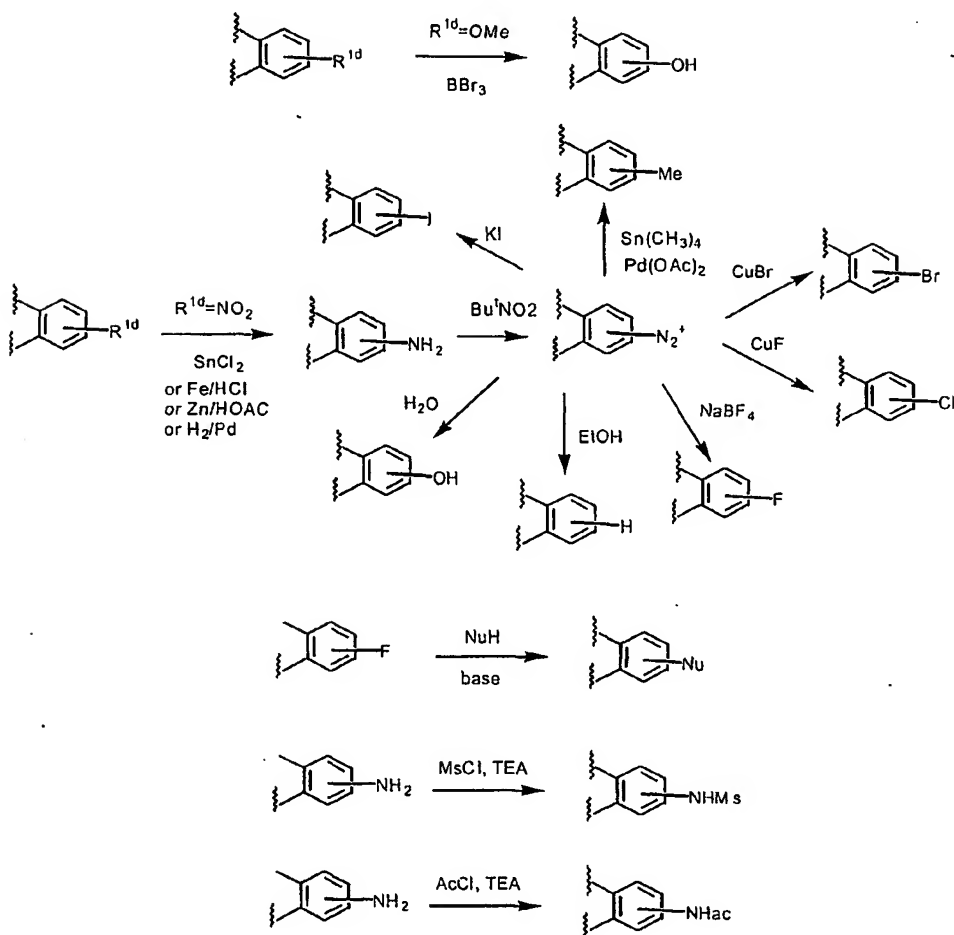 R1d=OMe
R1d
BBr3
OH
Me
I
KI
Sn(CH3)4
Pd(OAc)2
CuBr
Br
R1d=NO2
R1d
SnCl2
or Fe/HCl
or Zn/HOAC
or H2/Pd
NH2
ButNO2
N2+
CuF
Cl
H2O
EtOH
NaBF4
OH
H
F
F
NuH
base
Nu
NH2
MsCl, TEA
NHMs
NH2
AcCl, TEA
NHac